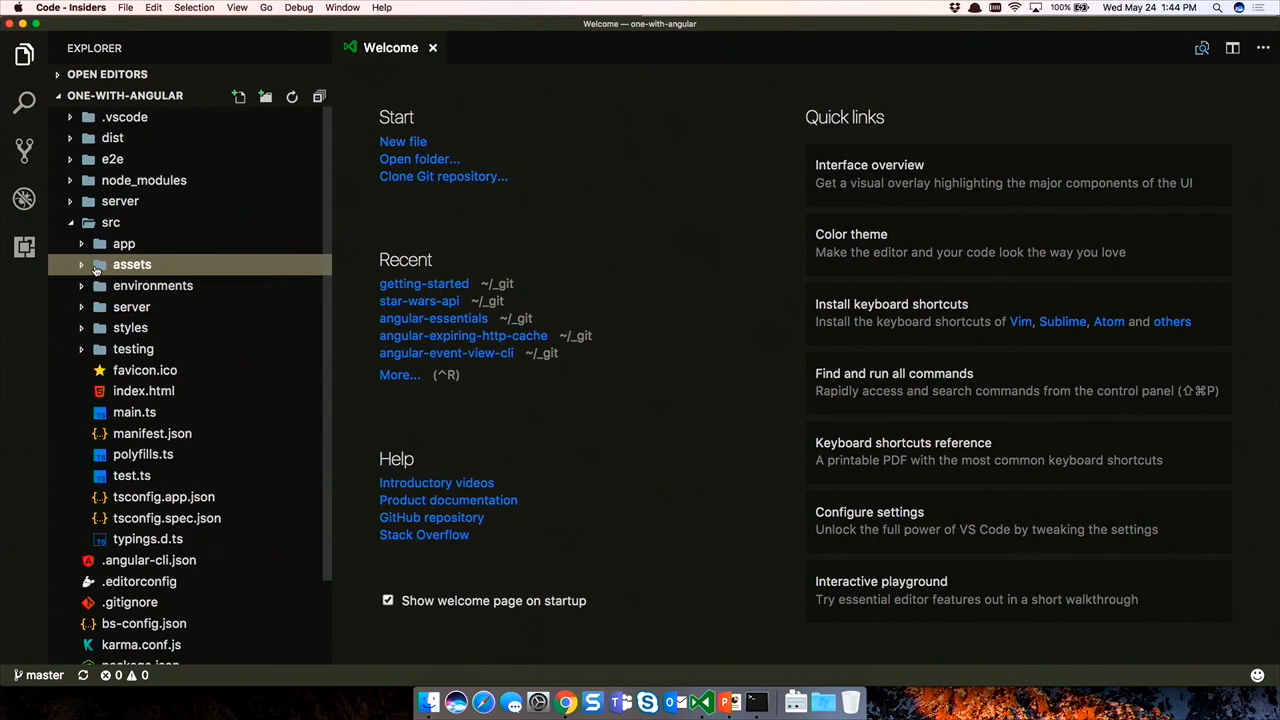 Code - Insiders File Edit Selection View Go Debug Window Help 100% Wed May 24 1:44 PM
Welcome — one-with-angular
EXPLORER
OPEN EDITORS
ONE-WITH-ANGULAR
.vscode
dist
e2e
node_modules
server
src
app
assets
environments
server
styles
testing
favicon.ico
index.html
TS main.ts
{..} manifest.json
TS polyfills.ts
TS test.ts
{..} tsconfig.app.json
{..} tsconfig.spec.json
TS typings.d.ts
.angular-cli.json
.editorconfig
.gitignore
bs-config.json
karma.conf.js
package.json
Welcome
Start
New file
Open folder...
Clone Git repository...
Recent
getting-started ~/_git
star-wars-api ~/_git
angular-essentials ~/_git
angular-expiring-http-cache ~/_git
angular-event-view-cli ~/_git
More... (^R)
Help
Introductory videos
Product documentation
GitHub repository
Stack Overflow
Show welcome page on startup
Quick links
Interface overview
Get a visual overlay highlighting the major components of the UI
Color theme
Make the editor and your code look the way you love
Install keyboard shortcuts
Install the keyboard shortcuts of Vim, Sublime, Atom and others
Find and run all commands
Rapidly access and search commands from the control panel (⇧⌘P)
Keyboard shortcuts reference
A printable PDF with the most common keyboard shortcuts
Configure settings
Unlock the full power of VS Code by tweaking the settings
Interactive playground
Try essential editor features out in a short walkthrough
master 0 0